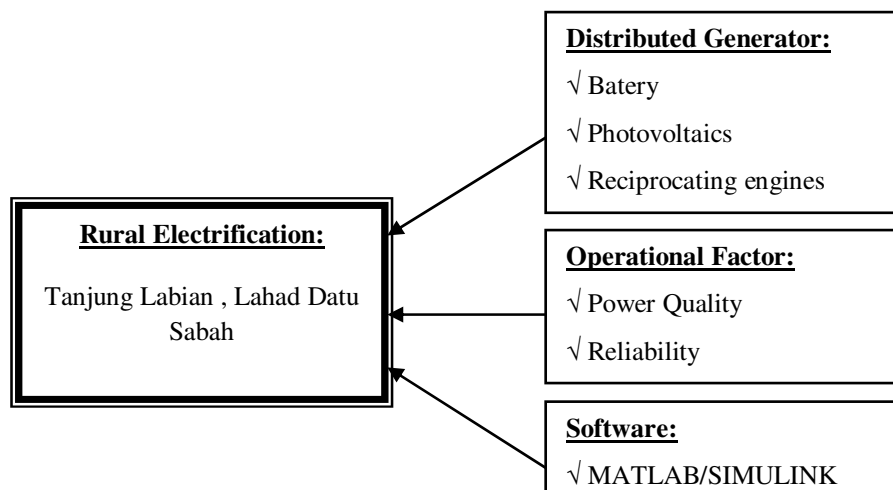 Distributed Generator:
√ Batery
√ Photovoltaics
√ Reciprocating engines
Rural Electrification:
Tanjung Labian , Lahad Datu
Sabah
Operational Factor:
√ Power Quality
√ Reliability
Software:
√ MATLAB/SIMULINK